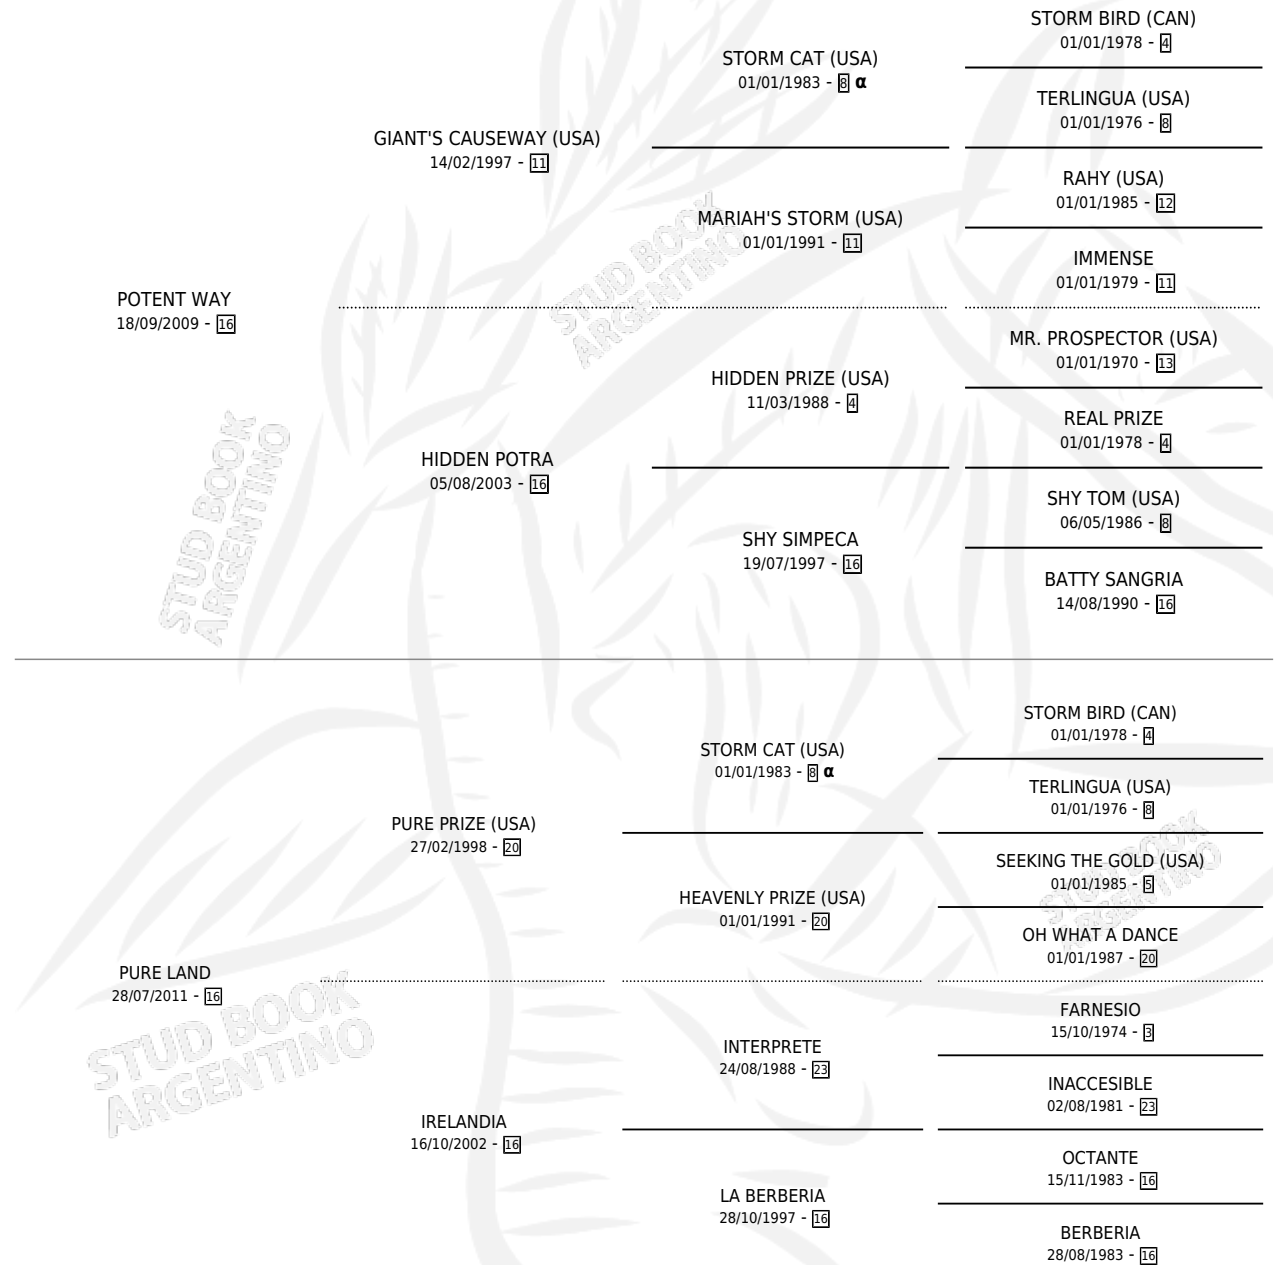 STORM BIRD (CAN)
01/01/1978 - 4
STORM CAT (USA)
01/01/1983 - 8 α
TERLINGUA (USA)
01/01/1976 - 8
GIANT'S CAUSEWAY (USA)
14/02/1997 - 11
RAHY (USA)
01/01/1985 - 12
MARIAH'S STORM (USA)
01/01/1991 - 11
IMMENSE
01/01/1979 - 11
POTENT WAY
18/09/2009 - 16
MR. PROSPECTOR (USA)
01/01/1970 - 13
HIDDEN PRIZE (USA)
11/03/1988 - 4
REAL PRIZE
01/01/1978 - 4
HIDDEN POTRA
05/08/2003 - 16
SHY TOM (USA)
06/05/1986 - 8
SHY SIMPECA
19/07/1997 - 16
BATTY SANGRIA
14/08/1990 - 16
STORM BIRD (CAN)
01/01/1978 - 4
STORM CAT (USA)
01/01/1983 - 8 α
TERLINGUA (USA)
01/01/1976 - 8
PURE PRIZE (USA)
27/02/1998 - 20
SEEKING THE GOLD (USA)
01/01/1985 - 5
HEAVENLY PRIZE (USA)
01/01/1991 - 20
OH WHAT A DANCE
01/01/1987 - 20
PURE LAND
28/07/2011 - 16
FARNESIO
15/10/1974 - 3
INTERPRETE
24/08/1988 - 23
INACCESIBLE
02/08/1981 - 23
IRELANDIA
16/10/2002 - 16
OCTANTE
15/11/1983 - 16
LA BERBERIA
28/10/1997 - 16
BERBERIA
28/08/1983 - 16
STUD BOOK
ARGENTINO
STUD BOOK
ARGENTINO
STUD BOOK
ARGENTINO
STUD BOOK
ARGENTINO